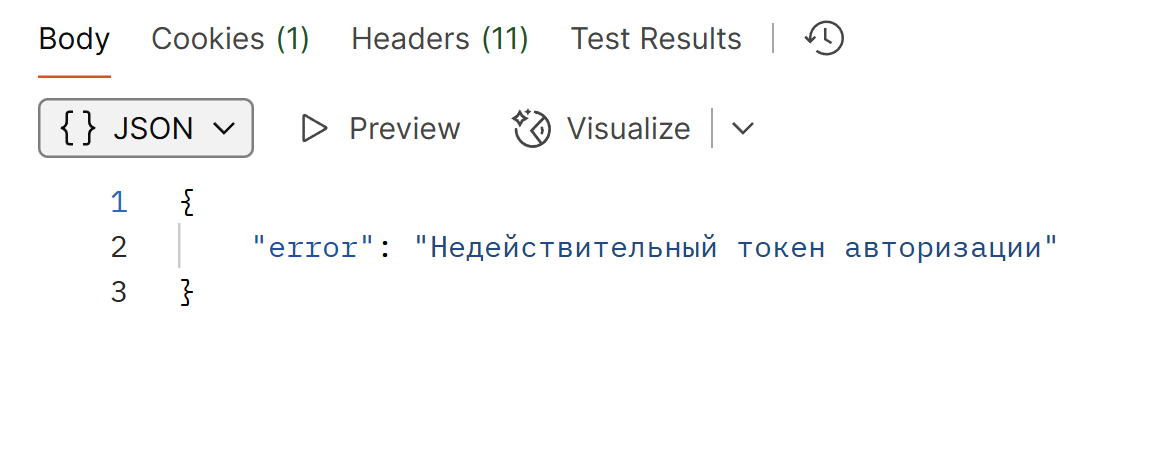 Body Cookies (1) Headers (11) Test Results
{} JSON Preview Visualize
1 {
2 "error": "Недействительный токен авторизации"
3 }